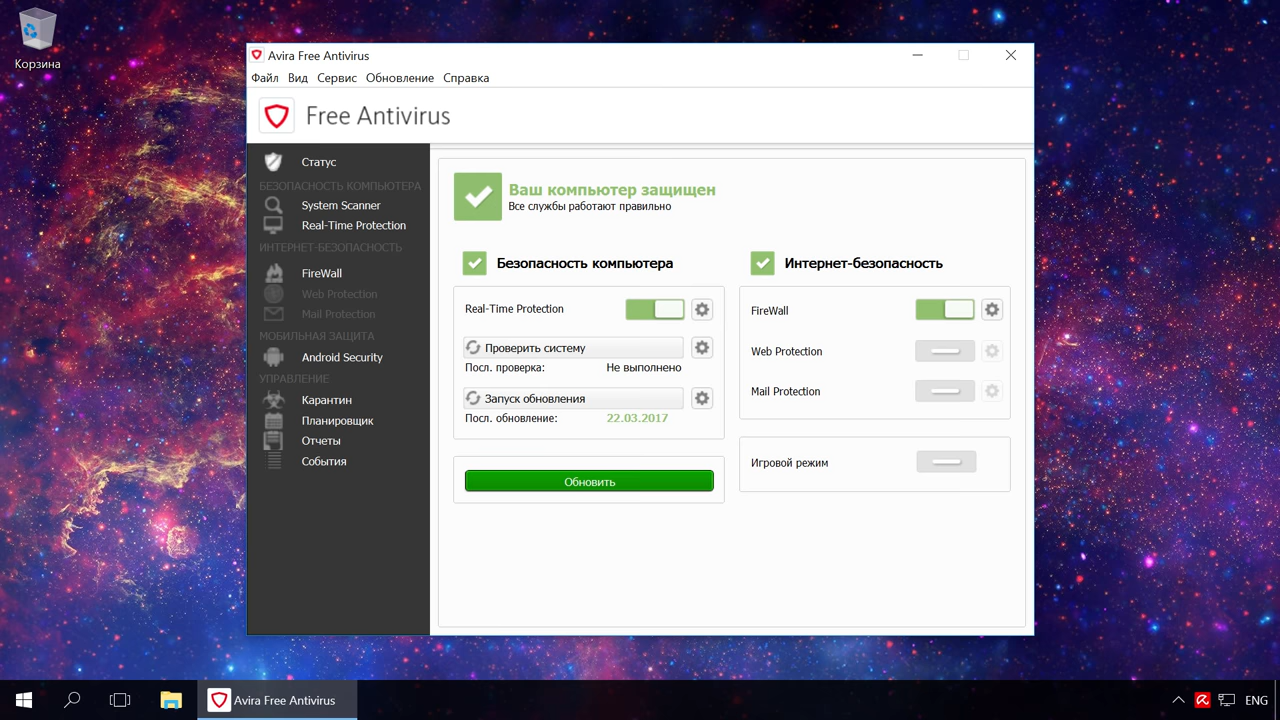 Корзина
Avira Free Antivirus
Файл Вид Сервис Обновление Справка
Free Antivirus
Статус
БЕЗОПАСНОСТЬ КОМПЬЮТЕРА
System Scanner
Real-Time Protection
ИНТЕРНЕТ-БЕЗОПАСНОСТЬ
FireWall
Web Protection
Mail Protection
МОБИЛЬНАЯ ЗАЩИТА
Android Security
УПРАВЛЕНИЕ
Карантин
Планировщик
Отчеты
События
Ваш компьютер защищен
Все службы работают правильно
Безопасность компьютера
Real-Time Protection
Проверить систему
Посл. проверка: Не выполнено
Запуск обновления
Посл. обновление: 22.03.2017
Обновить
Интернет-безопасность
FireWall
Web Protection
Mail Protection
Игровой режим
Avira Free Antivirus
ENG